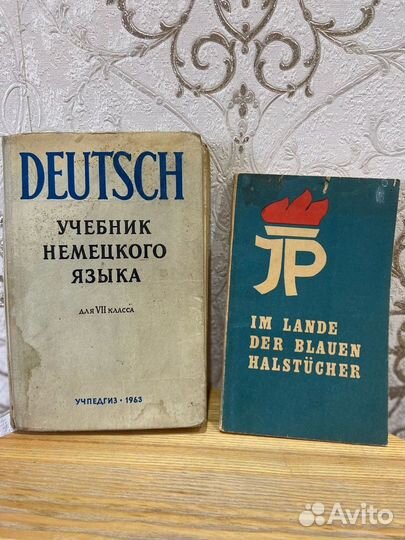 DEUTSCH
УЧЕБНИК
НЕМЕЦКОГО
ЯЗЫКА
ДЛЯ VII КЛАССА
УЧПЕДГИЗ • 1963
JP
IM LANDE
DER BLAUEN
HALSTÜCHER
Avito